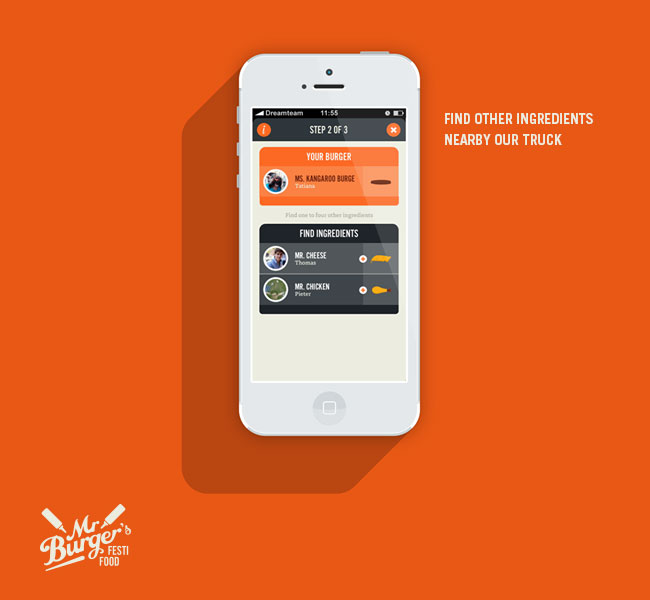 FIND OTHER INGREDIENTS
NEARBY OUR TRUCK
Dreamteam 11:55
i STEP 2 OF 3
YOUR BURGER
MS. KANGAROO BURGE
Tatiana
Find one to four other ingredients
FIND INGREDIENTS
MR. CHEESE
Thomas
MR. CHICKEN
Pieter
Mr
Burger's
FESTI
FOOD